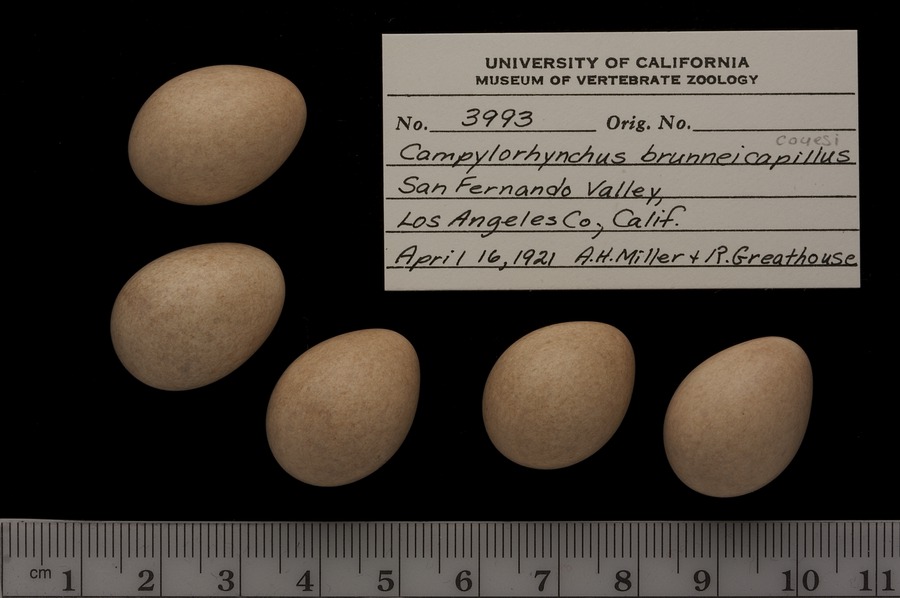 UNIVERSITY OF CALIFORNIA
MUSEUM OF VERTEBRATE ZOOLOGY
No. 3993 Orig. No.
couesi
Campylorhynchus brunneicapillus
San Fernando Valley,
Los Angeles Co., Calif.
April 16, 1921 A.H. Miller + R. Greathouse
cm 1 2 3 4 5 6 7 8 9 10 11